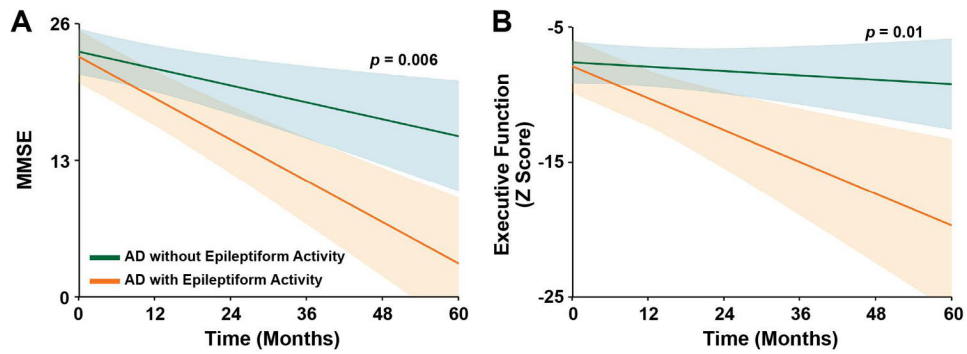 A
26
13
0
MMSE
p = 0.006
AD without Epileptiform Activity
AD with Epileptiform Activity
0 12 24 36 48 60
Time (Months)
B
-5
-15
-25
Executive Function
(Z Score)
p = 0.01
0 12 24 36 48 60
Time (Months)